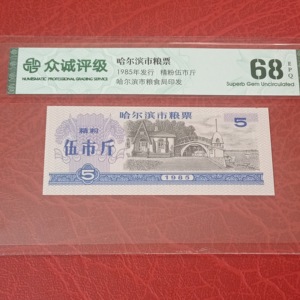 众诚评级
NUMISMATIC PROFESSIONAL GRADING SERVICE
哈尔滨市粮票
1985年发行 精粉伍市斤
哈尔滨市粮食局印发
68 EPQ
Superb Gem Uncirculated
哈尔滨市粮票
精粉
伍市斤
5
5
1985